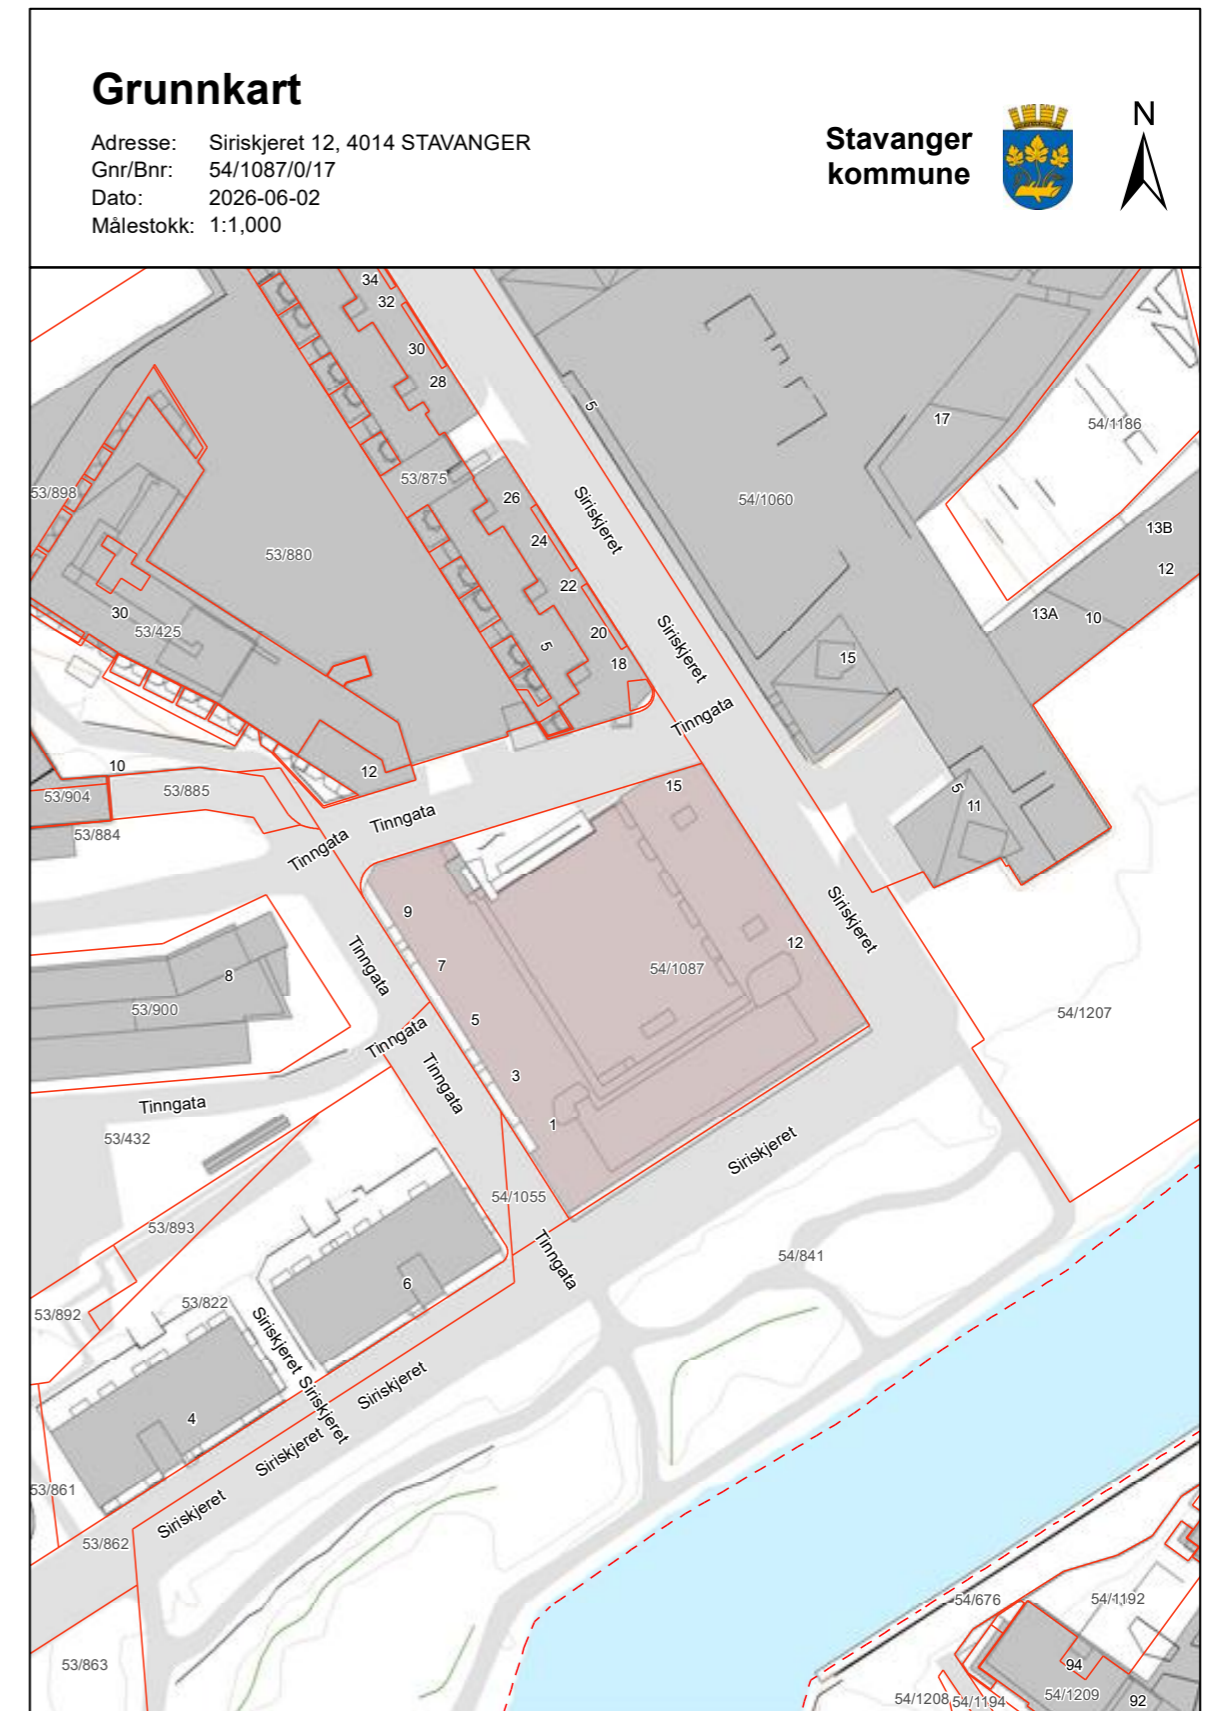 Grunnkart
Adresse: Siriskjeret 12, 4014 STAVANGER
Gnr/Bnr: 54/1087/0/17
Dato: 2026-06-02
Målestokk: 1:1,000
Stavanger
kommune
N
34
32
30
28
5
17
54/1186
53/875
53/898
26
Siriskjeret
54/1060
13B
24
53/880
12
22
30
53/425
20
5
18
Siriskjeret
15
13A
10
Tinngata
10
12
53/904
53/885
15
5
11
53/884
Tinngata
Tinngata
9
Siriskjeret
7
Tinngata
12
54/1087
8
53/900
5
Tinngata
54/1207
3
Tinngata
Tinngata
1
53/432
Siriskjeret
54/1055
53/893
Tinngata
54/841
6
53/822
53/892
Siriskjeret
Siriskjeret
Siriskjeret
4
Siriskjeret
53/861
Siriskjeret
53/862
54/676
54/1192
53/863
94
54/1208
54/1194
54/1209
92